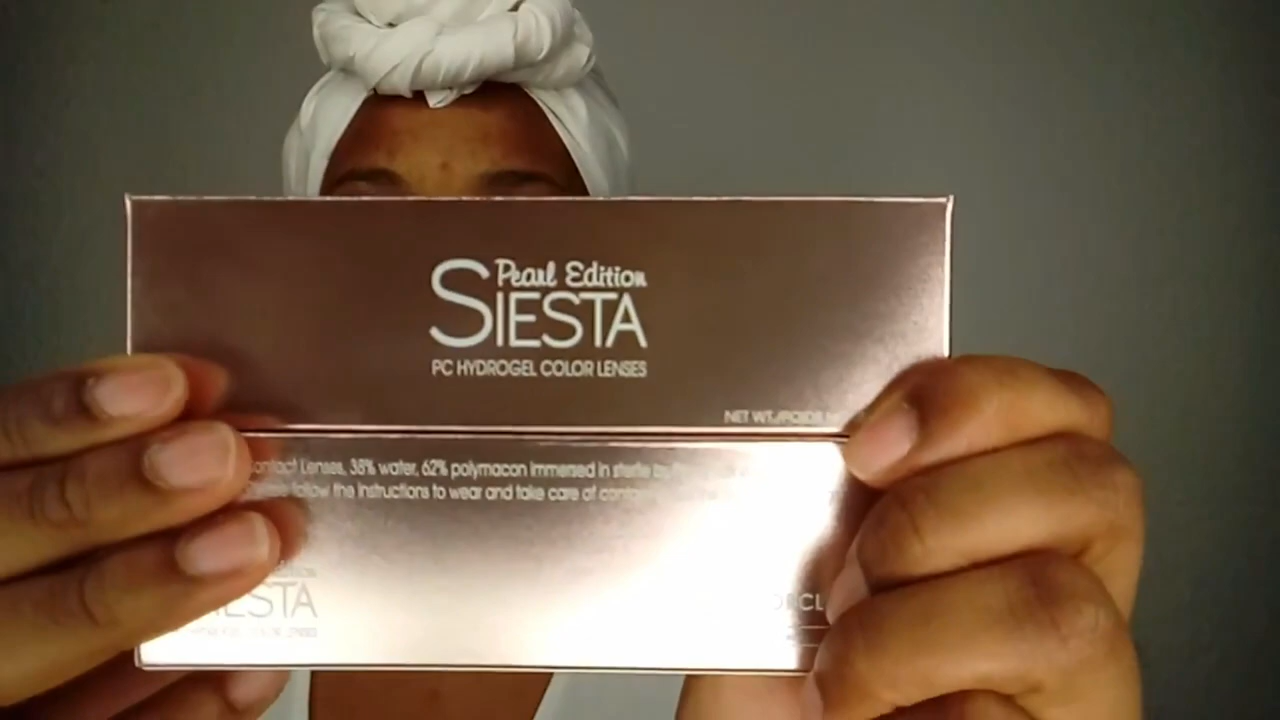 Pearl Edition
SIESTA
PC HYDROGEL COLOR LENSES
NET WT./POIDS
contact Lenses, 38% water, 62% polymacon immersed in sterile
follow the instructions to wear and take care of
SIESTA